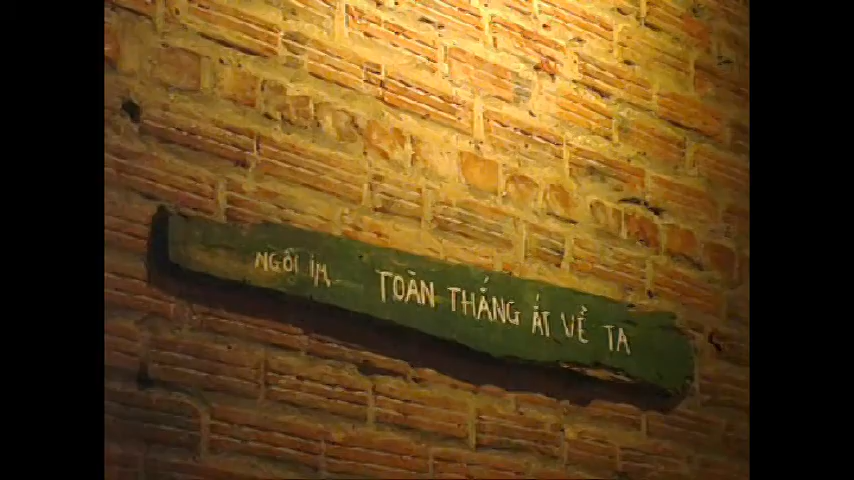 NGỒI IM TOÀN THẮNG ẮT VỀ TA